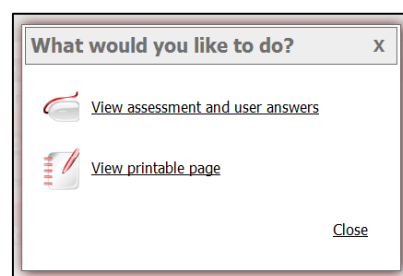 What would you like to do? X
View assessment and user answers
View printable page
Close